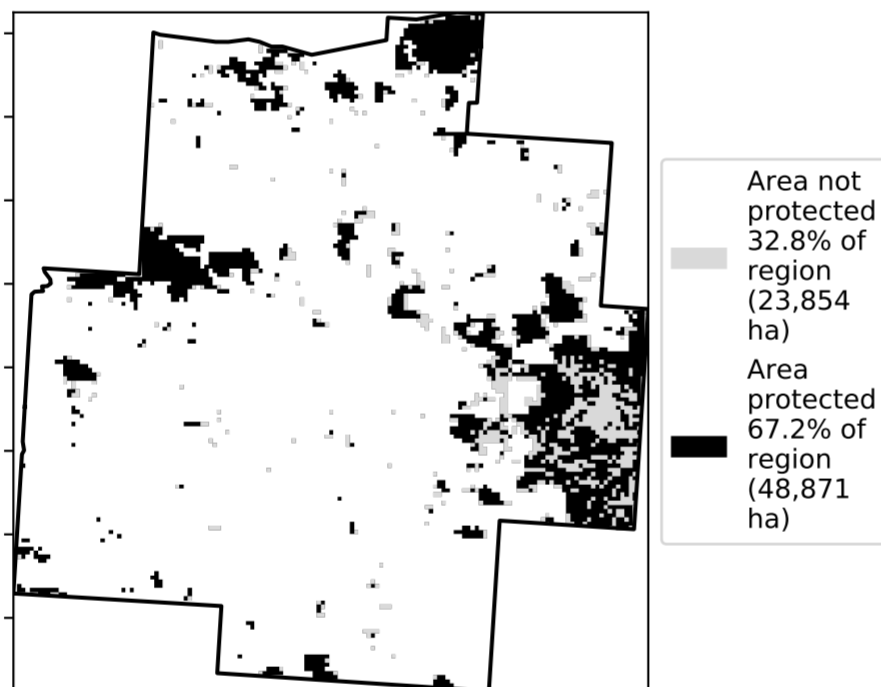 Area not
protected
32.8% of
region
(23,854
ha)
Area
protected
67.2% of
region
(48,871
ha)